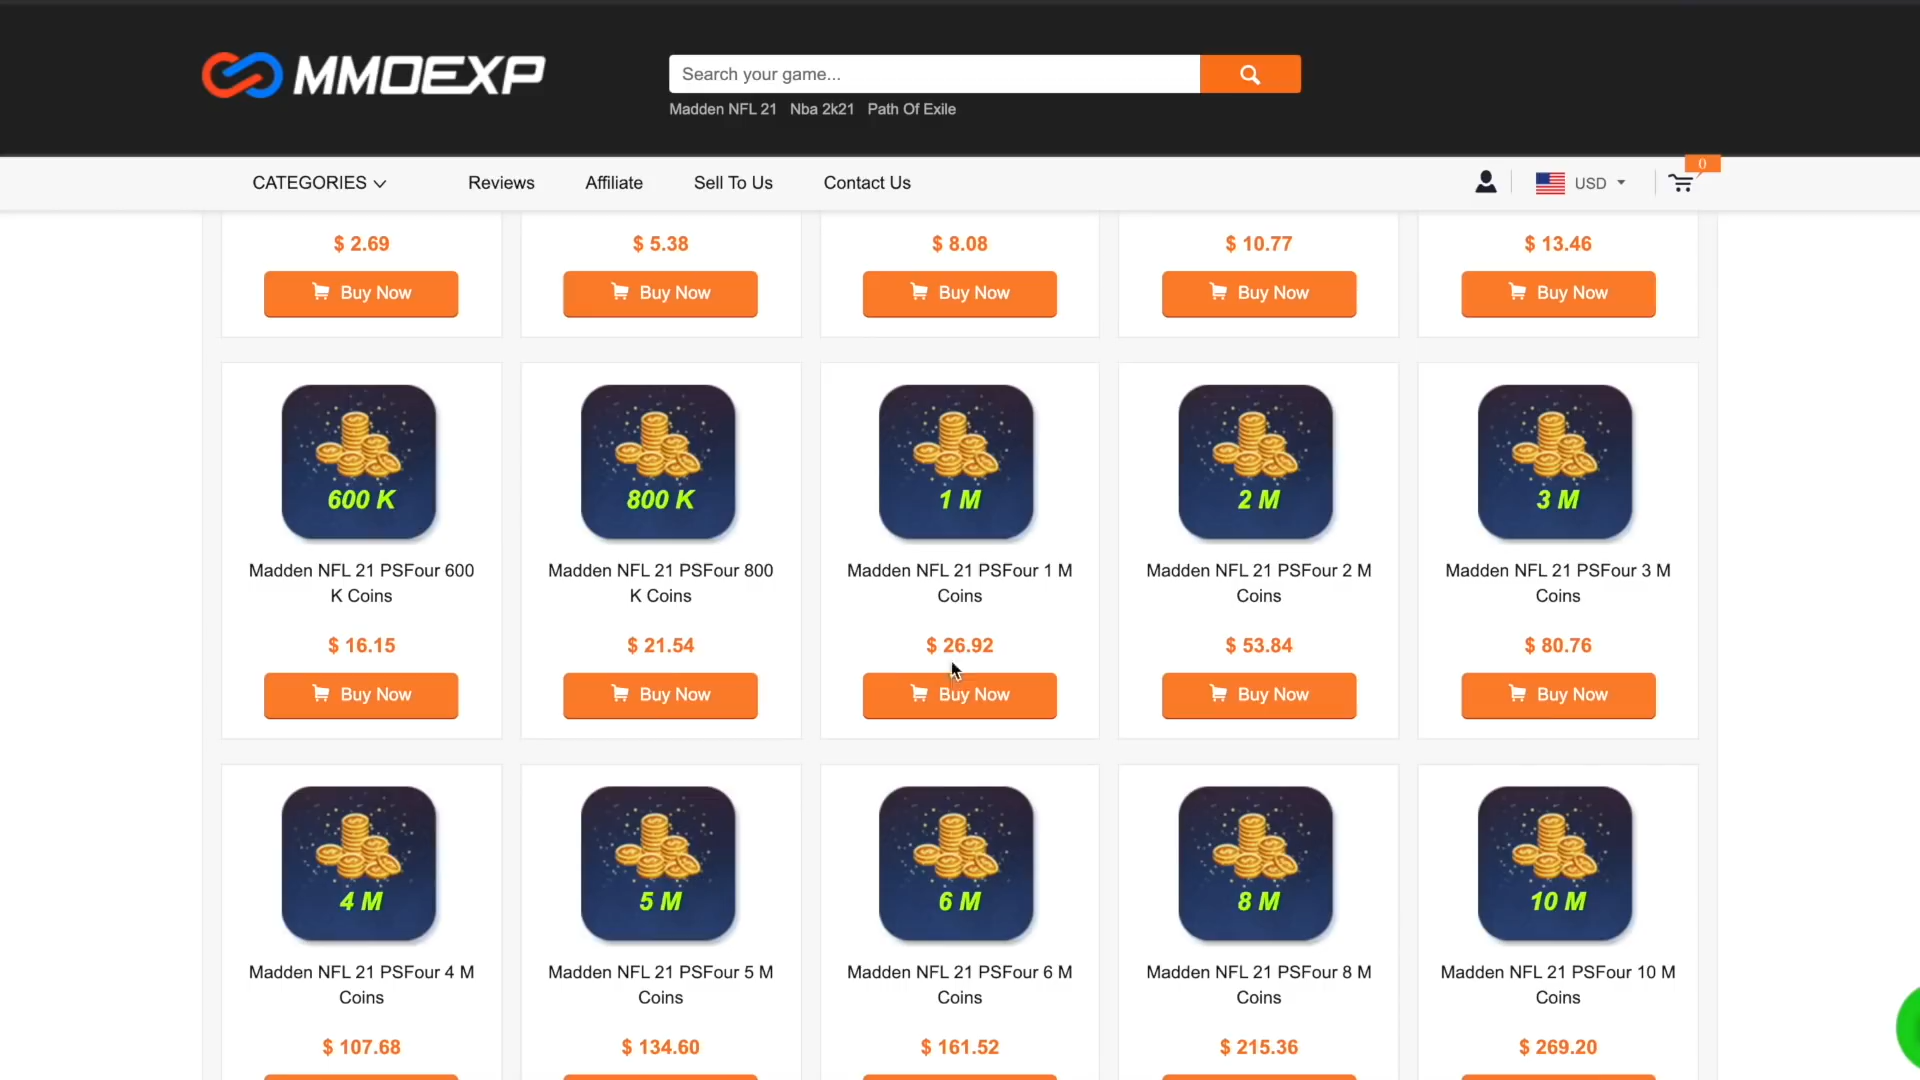 MMOEXP
Search your game...
Madden NFL 21 Nba 2k21 Path Of Exile
0
CATEGORIES Reviews Affiliate Sell To Us Contact Us USD
$ 2.69 $ 5.38 $ 8.08 $ 10.77 $ 13.46
Buy Now Buy Now Buy Now Buy Now Buy Now
600 K 800 K 1 M 2 M 3 M
Madden NFL 21 PSFour 600 Madden NFL 21 PSFour 800 Madden NFL 21 PSFour 1 M Madden NFL 21 PSFour 2 M Madden NFL 21 PSFour 3 M
K Coins K Coins Coins Coins Coins
$ 16.15 $ 21.54 $ 26.92 $ 53.84 $ 80.76
Buy Now Buy Now Buy Now Buy Now Buy Now
4 M 5 M 6 M 8 M 10 M
Madden NFL 21 PSFour 4 M Madden NFL 21 PSFour 5 M Madden NFL 21 PSFour 6 M Madden NFL 21 PSFour 8 M Madden NFL 21 PSFour 10 M
Coins Coins Coins Coins Coins
$ 107.68 $ 134.60 $ 161.52 $ 215.36 $ 269.20